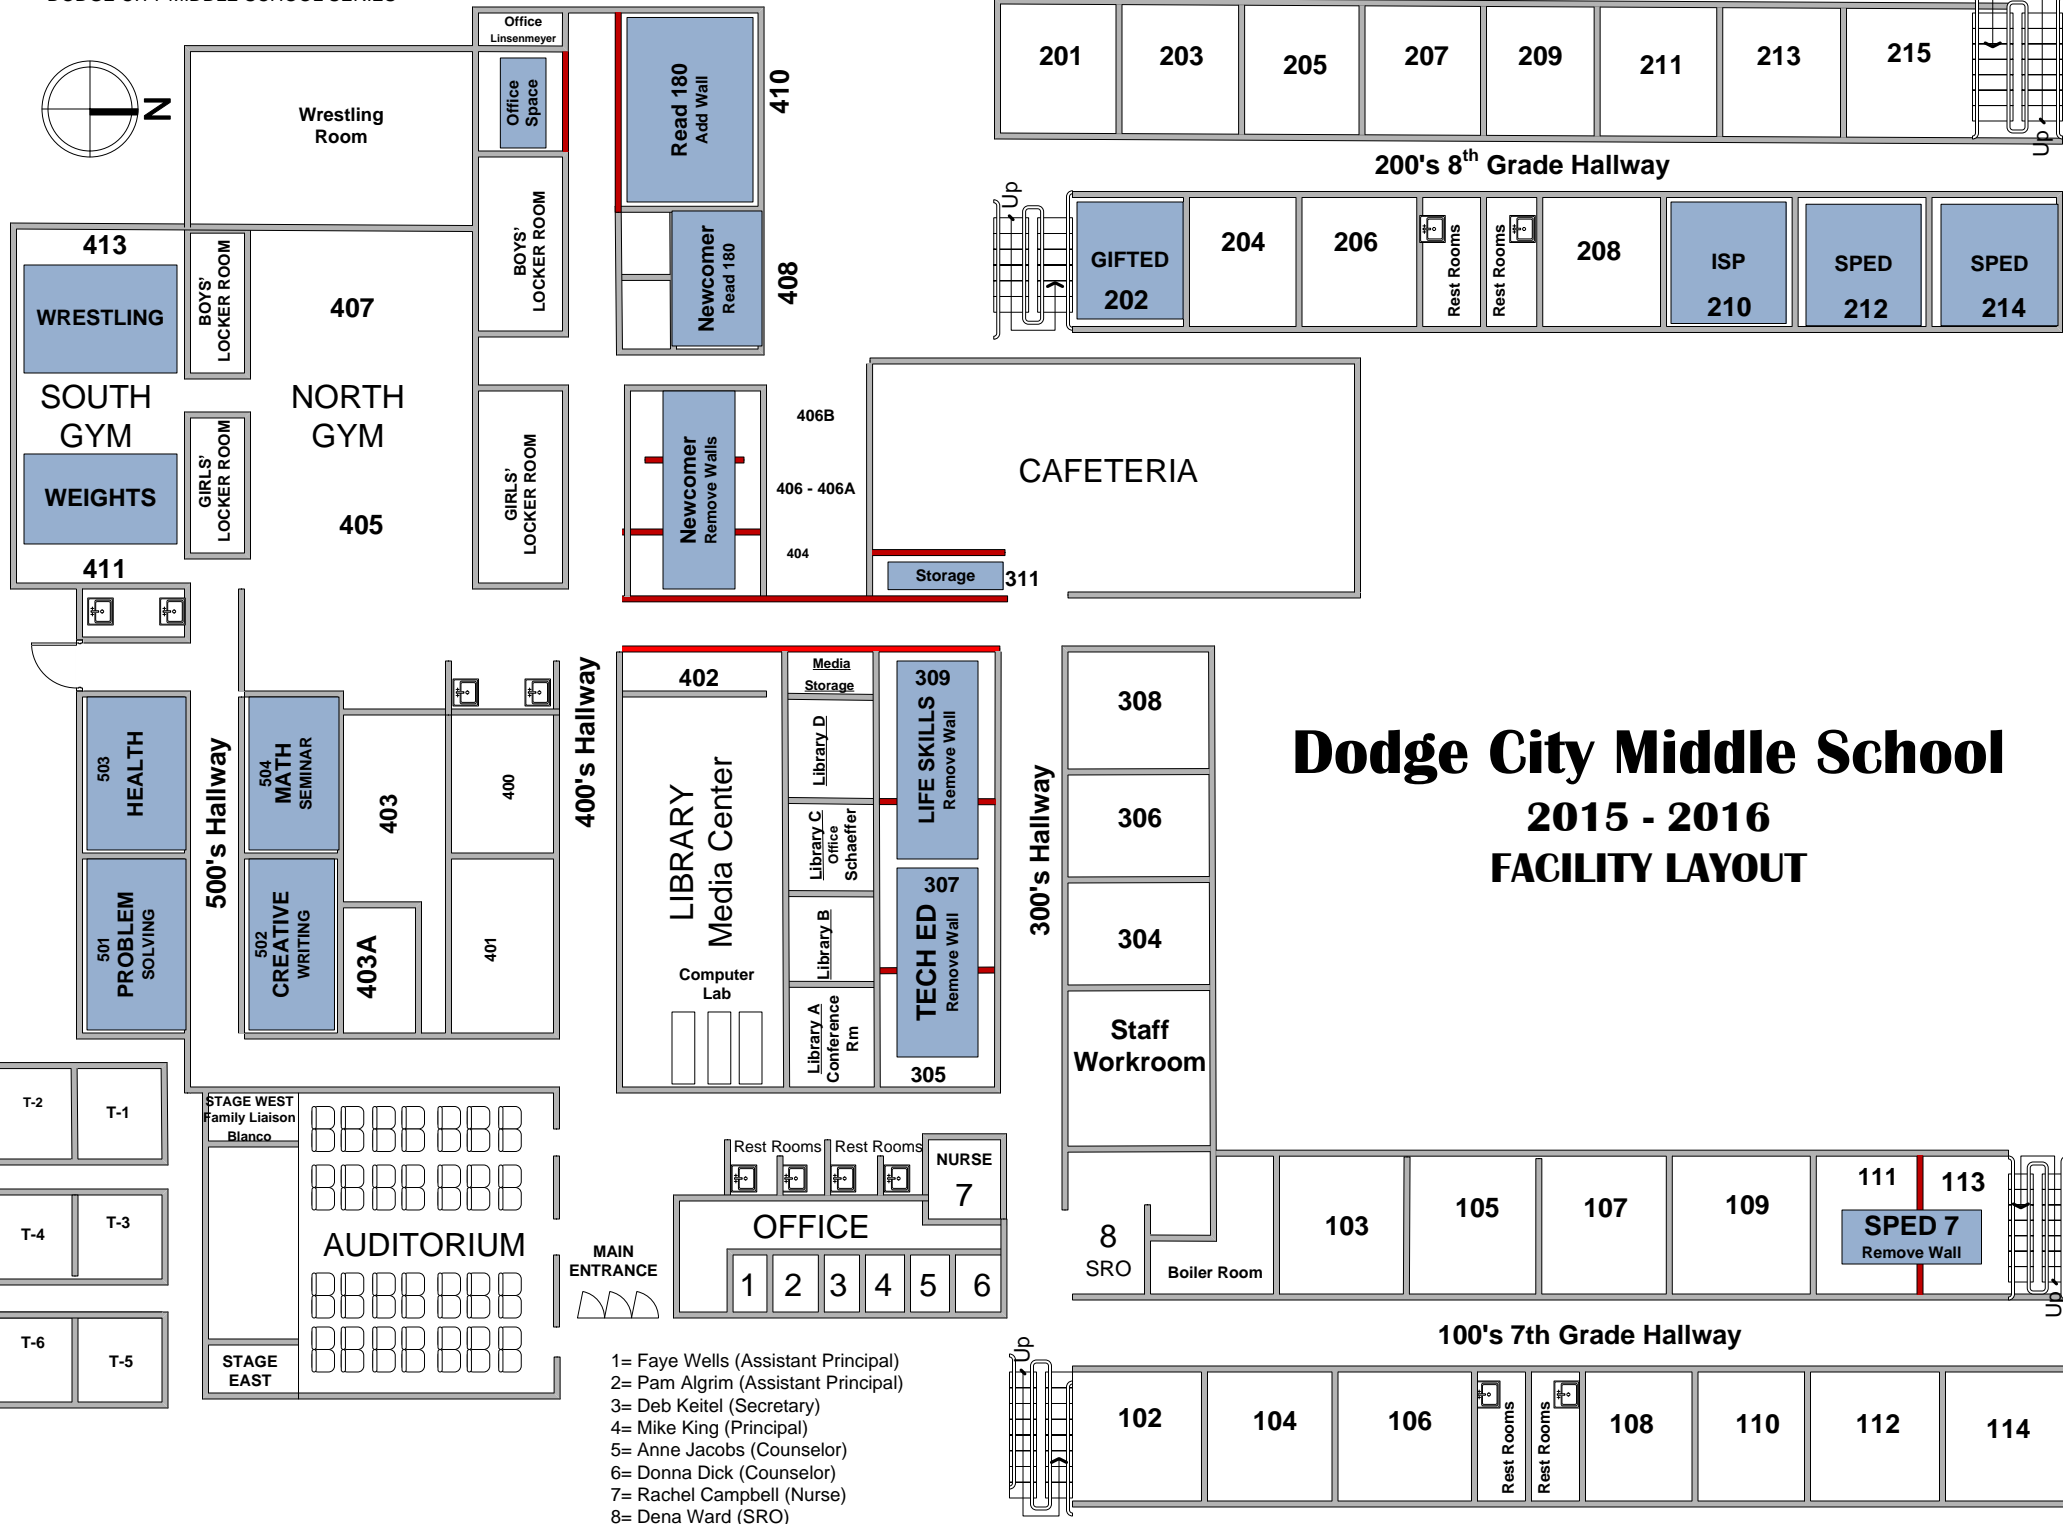 Office
Linsenmeyer
Office
Space
Wrestling
Room
Read 180
Add Wall
410
N
201
203
205
207
209
211
213
215
Up
200's 8th Grade Hallway
Up
GIFTED
202
204
206
Rest Rooms
Rest Rooms
208
ISP
210
SPED
212
SPED
214
413
WRESTLING
BOYS'
LOCKER ROOM
407
BOYS'
LOCKER ROOM
Newcomer
Read 180
408
SOUTH
GYM
NORTH
GYM
WEIGHTS
GIRLS'
LOCKER ROOM
405
GIRLS'
LOCKER ROOM
411
Newcomer
Remove Walls
406B
406 - 406A
404
CAFETERIA
Storage
311
402
Media
Storage
309
LIFE SKILLS
Remove Wall
308
503
HEALTH
500's Hallway
504
MATH
SEMINAR
403
400
400's Hallway
LIBRARY
Media Center
Library D
Library C
Office
Schaeffer
300's Hallway
306
Dodge City Middle School
2015 - 2016
FACILITY LAYOUT
501
PROBLEM
SOLVING
502
CREATIVE
WRITING
403A
401
Computer
Lab
Library B
Library A
Conference
Rm
307
TECH ED
Remove Wall
305
304
Staff
Workroom
T-2
T-1
T-4
T-3
T-6
T-5
STAGE WEST
Family Liaison
Blanco
AUDITORIUM
STAGE
EAST
MAIN
ENTRANCE
Rest Rooms
Rest Rooms
NURSE
7
OFFICE
1
2
3
4
5
6
8
SRO
Boiler Room
103
105
107
109
111
113
SPED 7
Remove Wall
Up
100's 7th Grade Hallway
Up
102
104
106
Rest Rooms
Rest Rooms
108
110
112
114
1= Faye Wells (Assistant Principal)
2= Pam Algrim (Assistant Principal)
3= Deb Keitel (Secretary)
4= Mike King (Principal)
5= Anne Jacobs (Counselor)
6= Donna Dick (Counselor)
7= Rachel Campbell (Nurse)
8= Dena Ward (SRO)